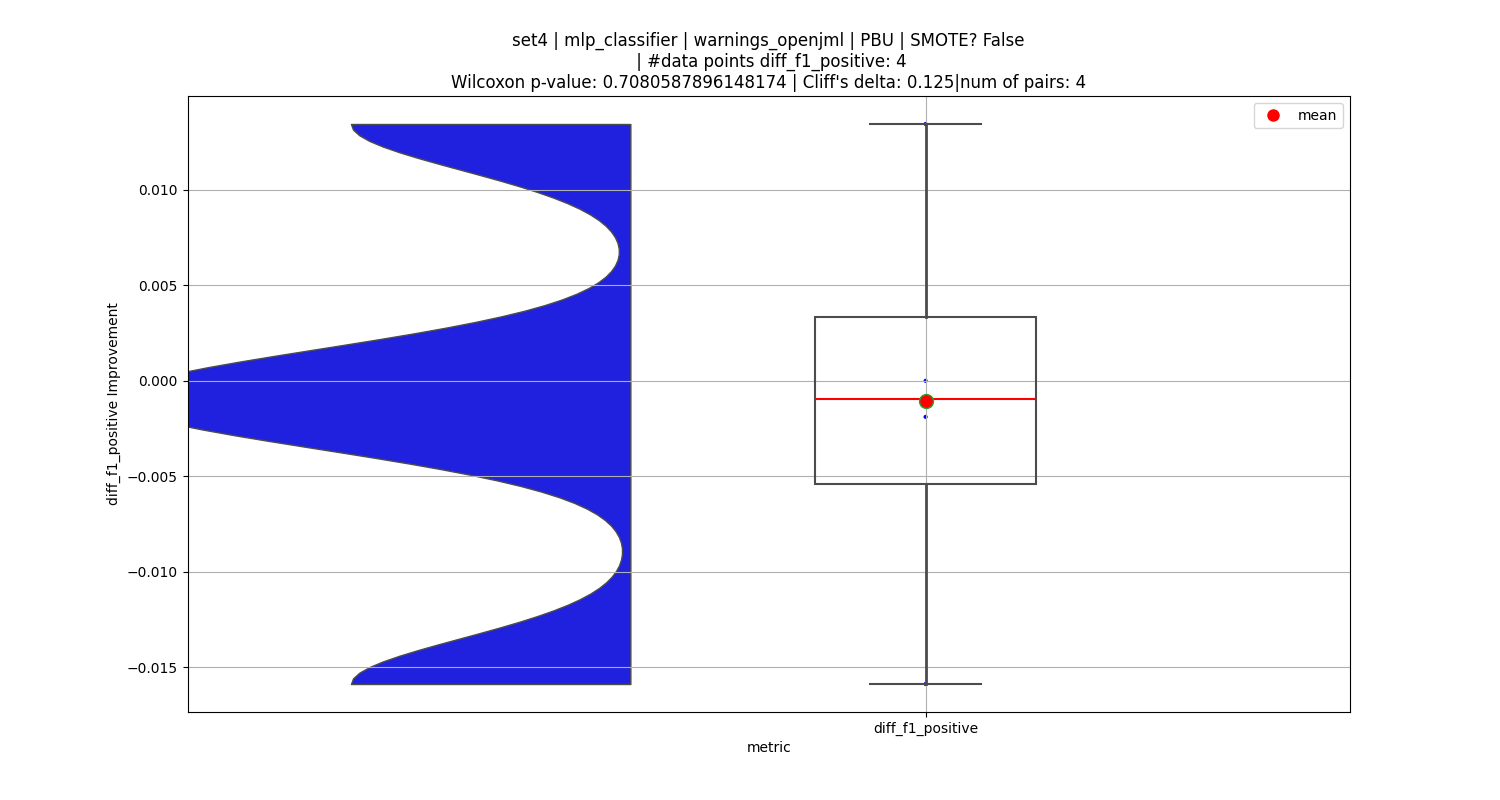 set4 | mlp_classifier | warnings_openjml | PBU | SMOTE? False
| #data points diff_f1_positive: 4
Wilcoxon p-value: 0.7080587896148174 | Cliff's delta: 0.125|num of pairs: 4
mean
0.010
0.005
0.000
−0.005
−0.010
−0.015
diff_f1_positive Improvement
diff_f1_positive
metric